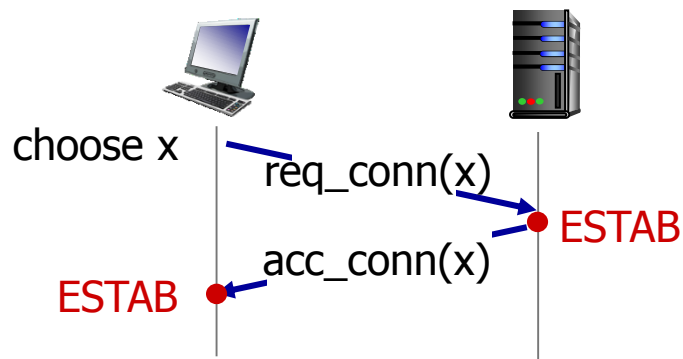 choose x
req_conn(x)
ESTAB
acc_conn(x)
ESTAB